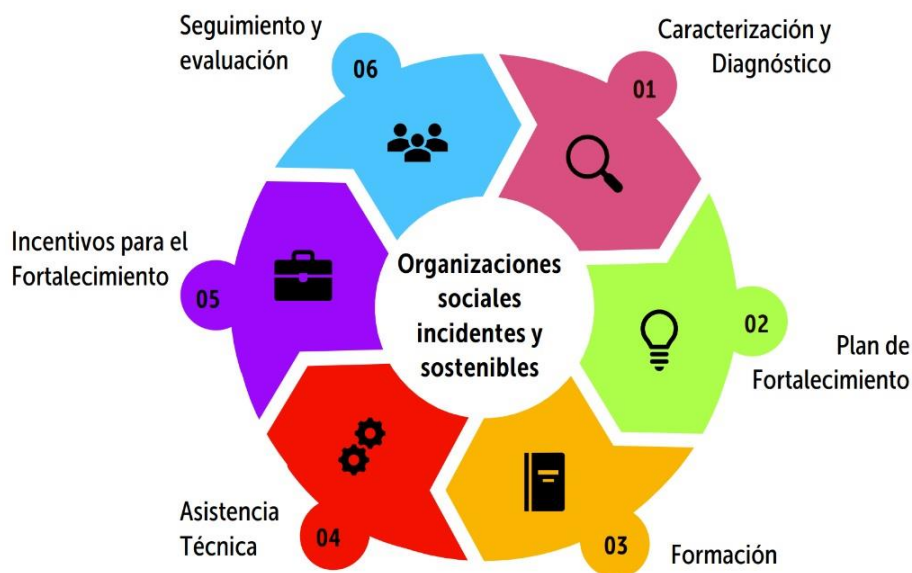 Caracterización y
Diagnóstico
01
02
Plan de
Fortalecimiento
03
Formación
04
Asistencia
Técnica
05
Incentivos para el
Fortalecimiento
06
Seguimiento y
evaluación
Organizaciones
sociales
incidentes y
sostenibles